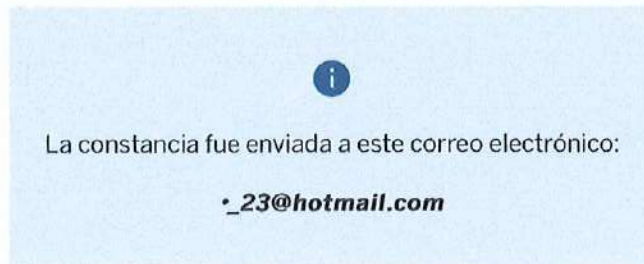 La constancia fue enviada a este correo electrónico:
•_23@hotmail.com